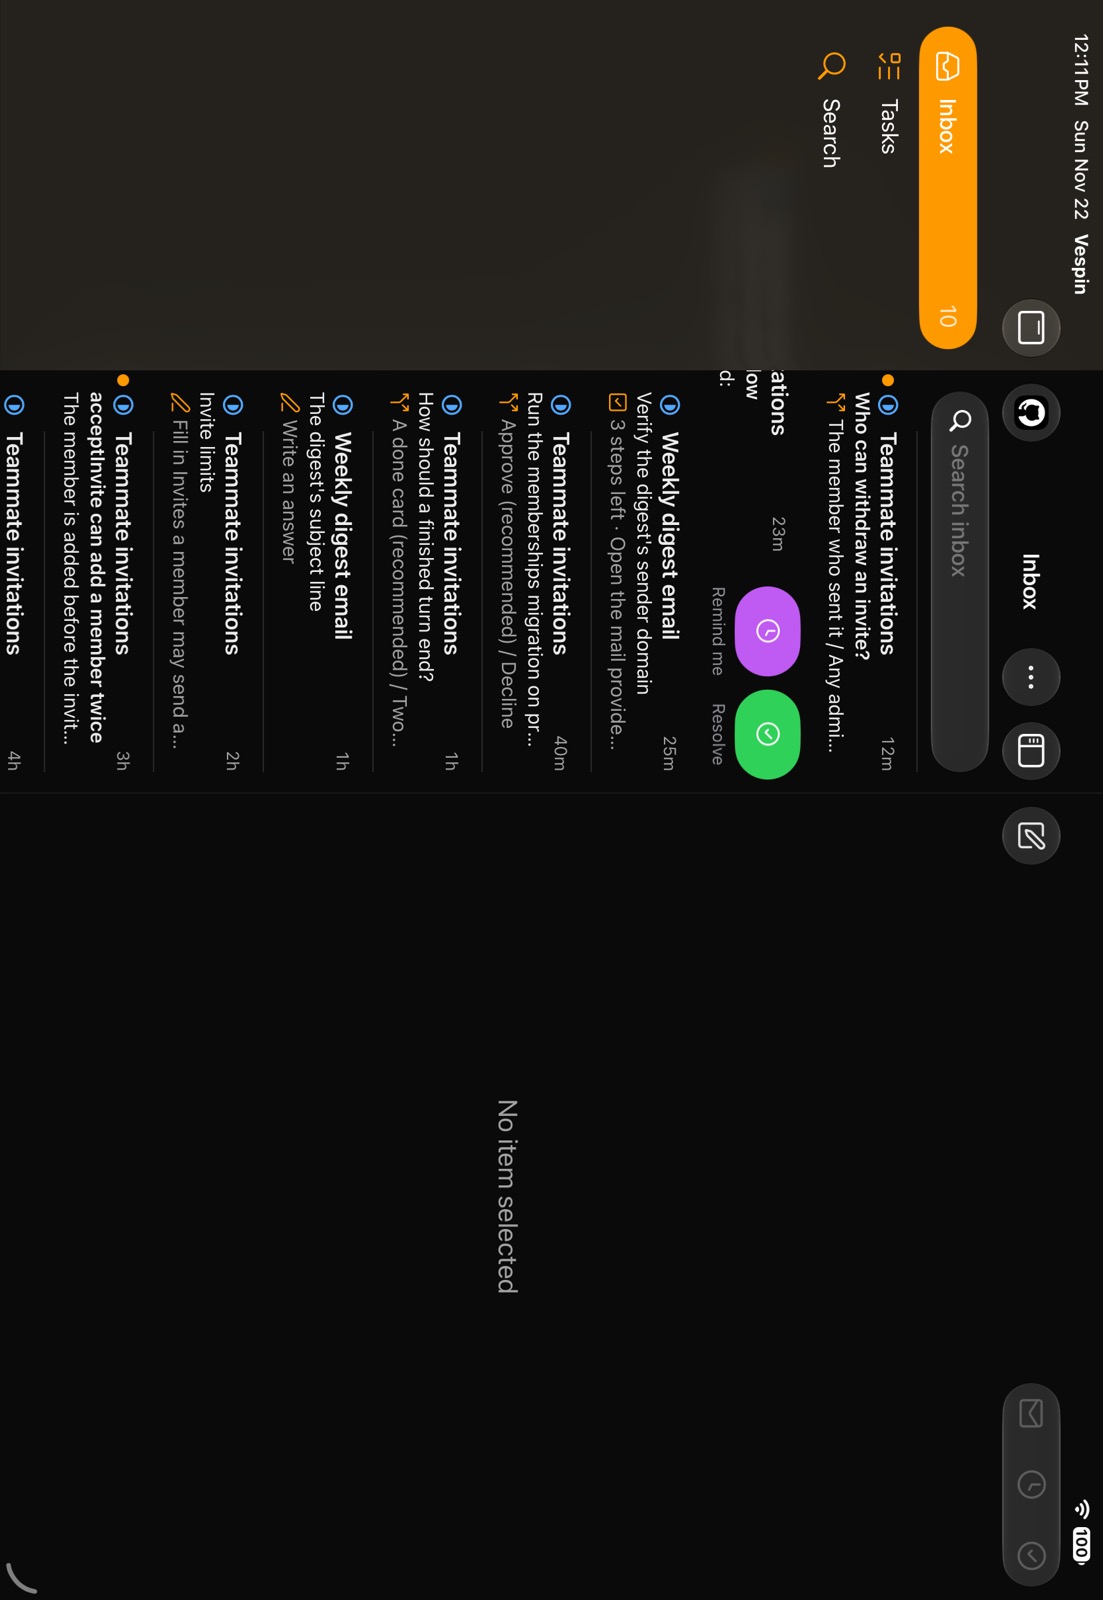 12:11 PM Sun Nov 22 Vespin
100
Inbox 10
Tasks
Search
Inbox
Search inbox
Teammate invitations 12m
Who can withdraw an invite?
The member who sent it / Any admi...
ations 23m
low
d:
Remind me
Resolve
Weekly digest email 25m
Verify the digest's sender domain
3 steps left · Open the mail provide...
Teammate invitations 40m
Run the memberships migration on pr...
Approve (recommended) / Decline
Teammate invitations 1h
How should a finished turn end?
A done card (recommended) / Two...
Weekly digest email 1h
The digest's subject line
Write an answer
Teammate invitations 2h
Invite limits
Fill in Invites a member may send a...
Teammate invitations 3h
acceptInvite can add a member twice
The member is added before the invit...
Teammate invitations 4h
No item selected